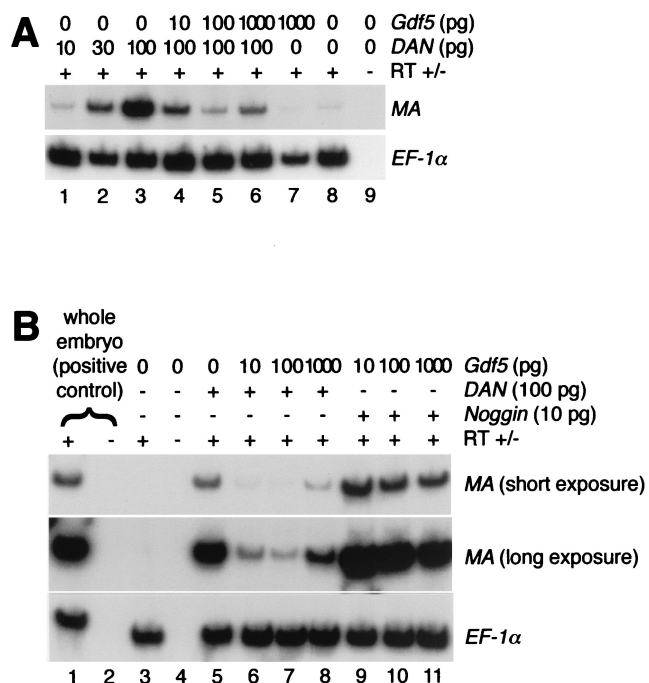 A
0 0 0 10 100 1000 1000 0 0 Gdf5 (pg)
10 30 100 100 100 100 0 0 0 DAN (pg)
+ + + + + + + + - RT +/-
MA
EF-1α
1 2 3 4 5 6 7 8 9
B
whole
embryo
(positive
control)
0 0 0 10 100 1000 10 100 1000 Gdf5 (pg)
- - + + + + - - - DAN (100 pg)
- - - - - - + + + Noggin (10 pg)
+ - + - + + + + + + + RT +/-
MA (short exposure)
MA (long exposure)
EF-1α
1 2 3 4 5 6 7 8 9 10 11